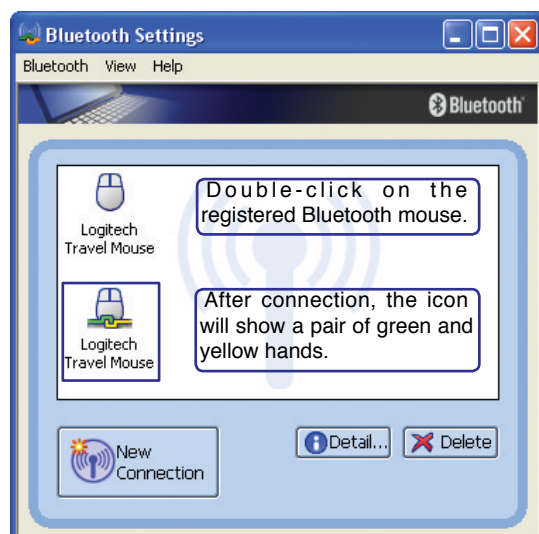 Bluetooth Settings
Bluetooth View Help
Bluetooth
Logitech
Travel Mouse
Double-click on the
registered Bluetooth mouse.
Logitech
Travel Mouse
After connection, the icon
will show a pair of green and
yellow hands.
New
Connection
Detail...
Delete